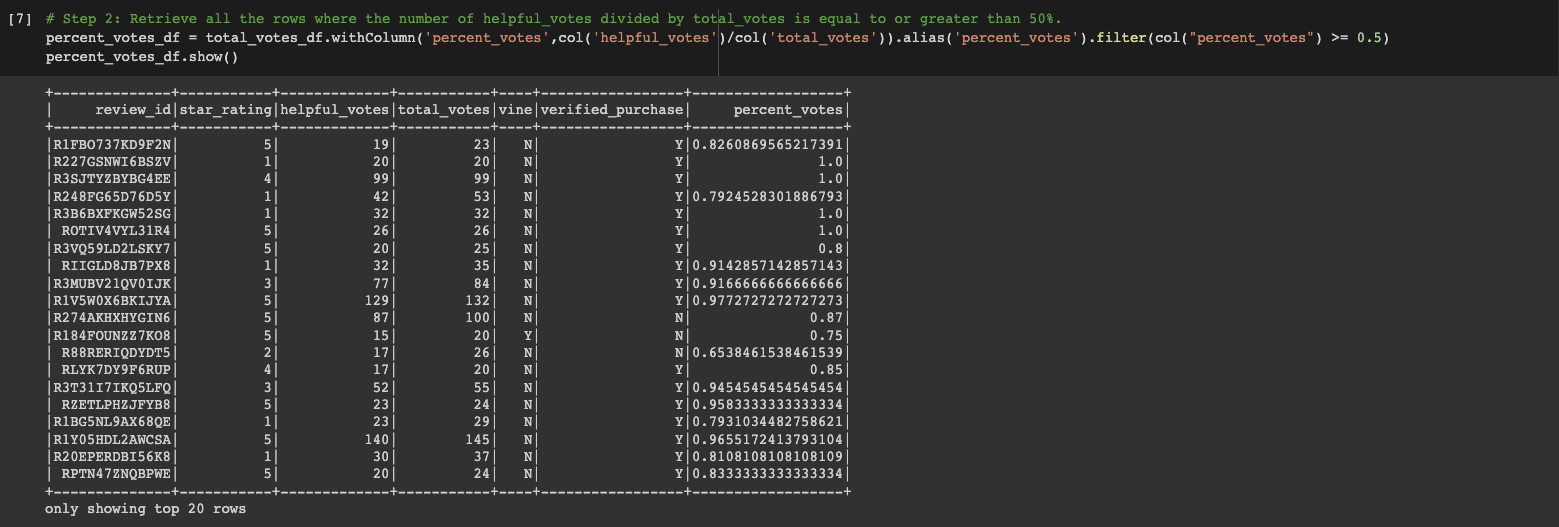 [7] # Step 2: Retrieve all the rows where the number of helpful_votes divided by total_votes is equal to or greater than 50%.
percent_votes_df = total_votes_df.withColumn('percent_votes',col('helpful_votes')/col('total_votes')).alias('percent_votes').filter(col("percent_votes") >= 0.5)
percent_votes_df.show()
+--------------+-----------+-------------+-----------+----+-----------------+------------------+
|     review_id|star_rating|helpful_votes|total_votes|vine|verified_purchase|     percent_votes|
+--------------+-----------+-------------+-----------+----+-----------------+------------------+
|R1FBO737KD9F2N|          5|           19|         23|   N|                Y|0.8260869565217391|
|R227GSNWI6BSZV|          1|           20|         20|   N|                Y|               1.0|
|R3SJTYZBYBG4EE|          4|           99|         99|   N|                Y|               1.0|
|R248FG65D76D5Y|          1|           42|         53|   N|                Y|0.7924528301886793|
|R3B6BXFKGW52SG|          1|           32|         32|   N|                Y|               1.0|
| ROTIV4VYL31R4|          5|           26|         26|   N|                Y|               1.0|
|R3VQ59LD2LSKY7|          5|           20|         25|   N|                Y|               0.8|
| RIIGLD8JB7PX8|          1|           32|         35|   N|                Y|0.9142857142857143|
|R3MUBV21QV0IJK|          3|           77|         84|   N|                Y|0.9166666666666666|
|R1V5W0X6BKIJYA|          5|          129|        132|   N|                Y|0.9772727272727273|
|R274AKHXHYGIN6|          5|           87|        100|   N|                N|              0.87|
|R184FOUNZZ7KO8|          5|           15|         20|   Y|                N|              0.75|
| R88RERIQDYDT5|          2|           17|         26|   N|                N|0.6538461538461539|
| RLYK7DY9F6RUP|          4|           17|         20|   N|                Y|              0.85|
|R3T31I7IKQ5LFQ|          3|           52|         55|   N|                Y|0.9454545454545454|
| RZETLPHZJFYB8|          5|           23|         24|   N|                Y|0.9583333333333334|
|R1BG5NL9AX68QE|          1|           23|         29|   N|                Y|0.7931034482758621|
|R1Y05HDL2AWCSA|          5|          140|        145|   N|                Y|0.9655172413793104|
|R20EPERDBI56K8|          1|           30|         37|   N|                Y|0.8108108108108109|
| RPTN47ZNQBPWE|          5|           20|         24|   N|                Y|0.8333333333333334|
+--------------+-----------+-------------+-----------+----+-----------------+------------------+
only showing top 20 rows